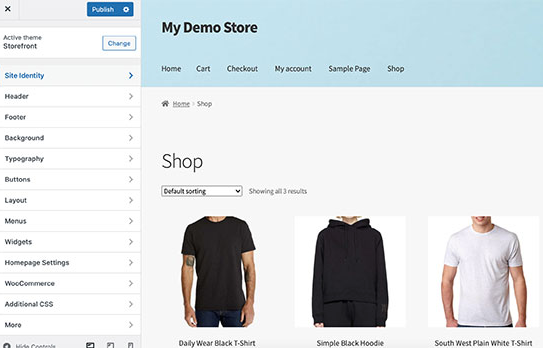 Publish
Active theme
Storefront
Change
Site Identity
Header
Footer
Background
Typography
Buttons
Layout
Menus
Widgets
Homepage Settings
WooCommerce
Additional CSS
More
Hide Controls
My Demo Store
Home Cart Checkout My account Sample Page Shop
Home › Shop
Shop
Default sorting Showing all 3 results
Daily Wear Black T-Shirt Simple Black Hoodie South West Plain White T-Shirt